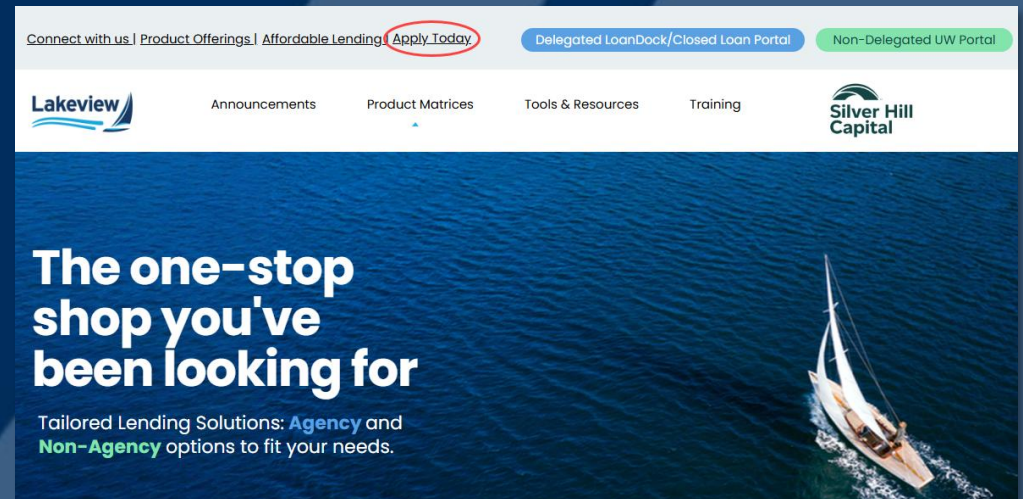 Connect with us | Product Offerings | Affordable Lending | Apply Today
Delegated LoanDock/Closed Loan Portal
Non-Delegated UW Portal
Lakeview
Announcements
Product Matrices
Tools & Resources
Training
Silver Hill
Capital
The one-stop
shop you've
been looking for
Tailored Lending Solutions: Agency and
Non-Agency options to fit your needs.